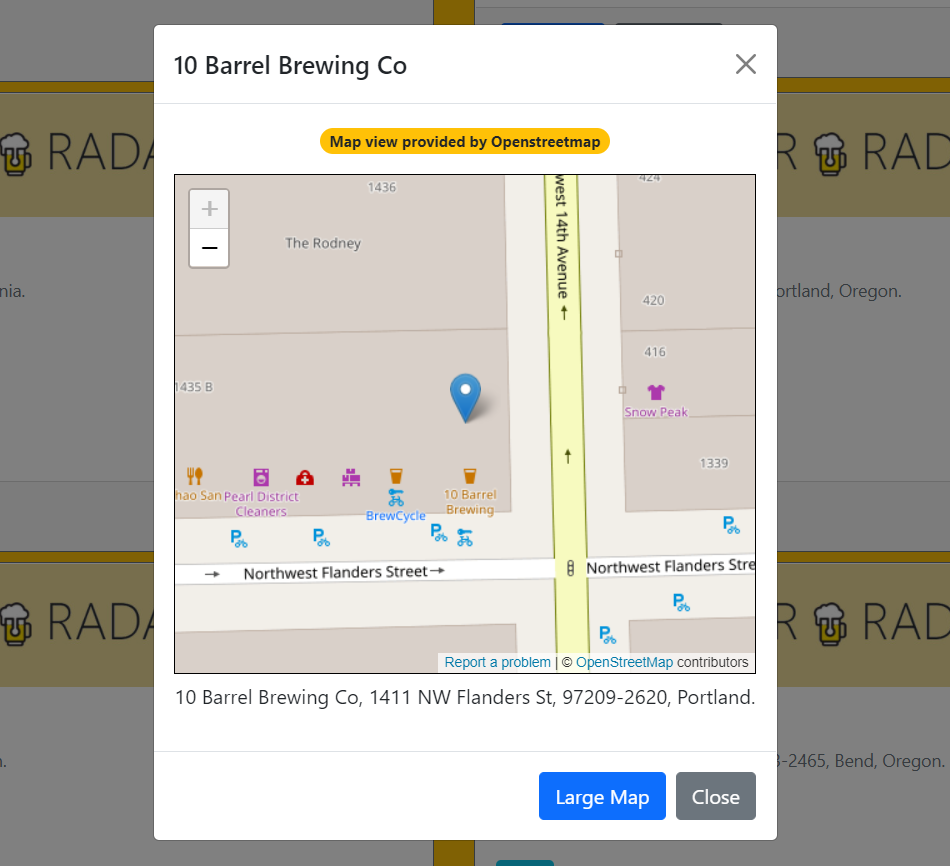 10 Barrel Brewing Co
Map view provided by Openstreetmap
RADA
R
RAD
nia.
ortland, Oregon.
+
−
1436
424
The Rodney
west 14th Avenue
420
416
1435 B
Snow Peak
1339
hao San
Pearl District
Cleaners
BrewCycle
10 Barrel
Brewing
P
P
P
P
Northwest Flanders Street
Northwest Flanders Stre
P
P
Report a problem | © OpenStreetMap contributors
RADA
R
RAD
10 Barrel Brewing Co, 1411 NW Flanders St, 97209-2620, Portland.
-2465, Bend, Oregon.
Large Map
Close